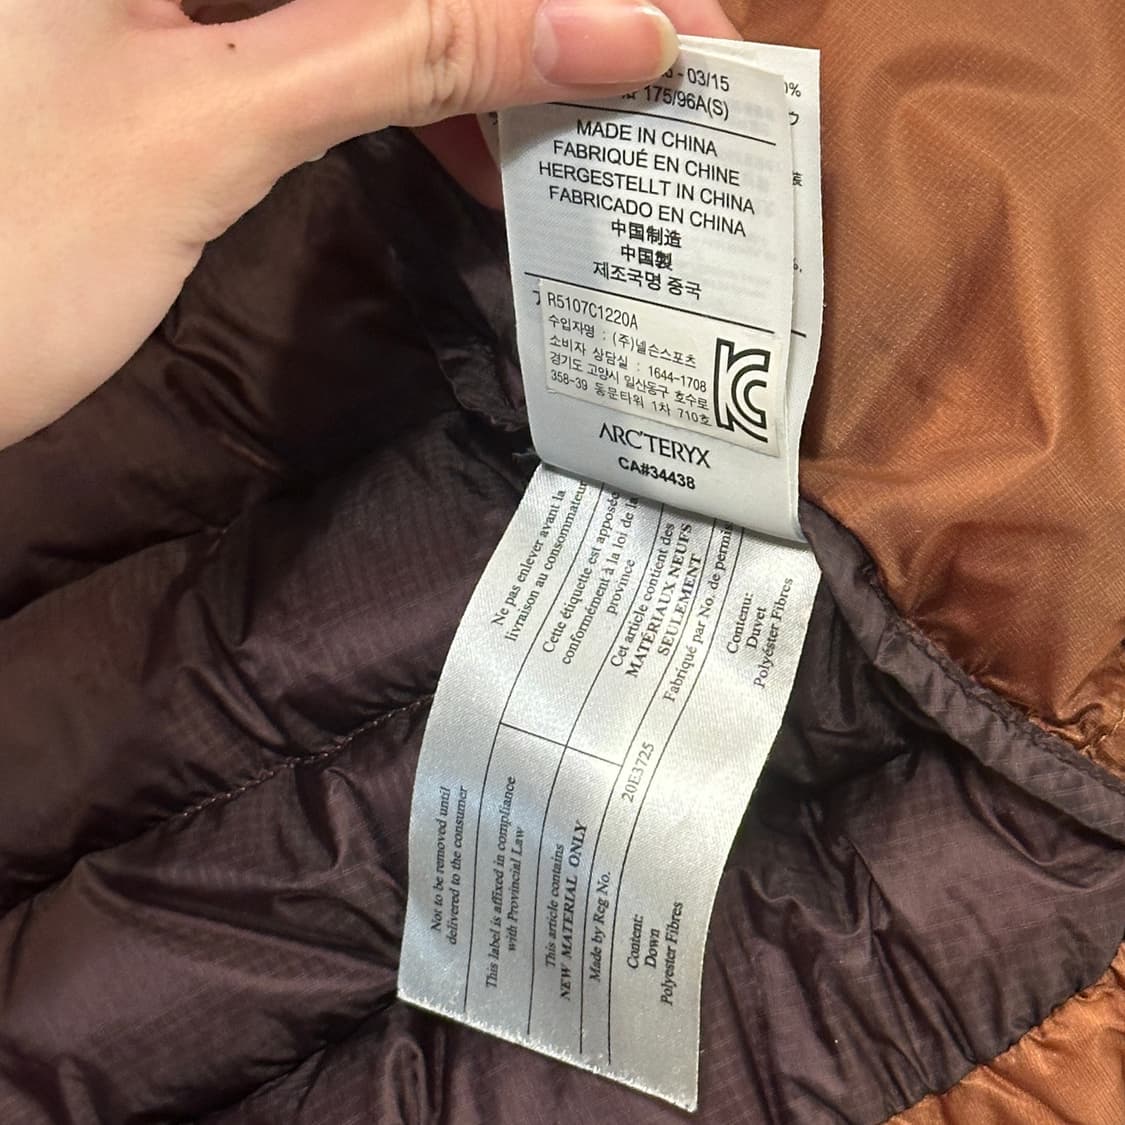 - 03/15
175/96A(S)
MADE IN CHINA
FABRIQUÉ EN CHINE
HERGESTELLT IN CHINA
FABRICADO EN CHINA
中国制造
中国製
제조국명 중국
R5107C1220A
수입자명 : (주)넬슨스포츠
소비자 상담실 : 1644-1708
경기도 고양시 일산동구 호수로
358-39 동문타워 1차 710호
KC
ARC'TERYX
CA#34438
Ne pas enlever avant la
livraison au consommateur
Cette étiquette est apposée
conformément à la loi de la
province
Cet article contient des
MATÉRIAUX NEUFS
SEULEMENT
Fabriqué par No. de permis
Contenu:
Duvet
Polyéster Fibres
Not to be removed until
delivered to the consumer
This label is affixed in compliance
with Provincial Law
This article contains
NEW MATERIAL ONLY
Made by Reg No.
20E3725
Content:
Down
Polyester Fibres